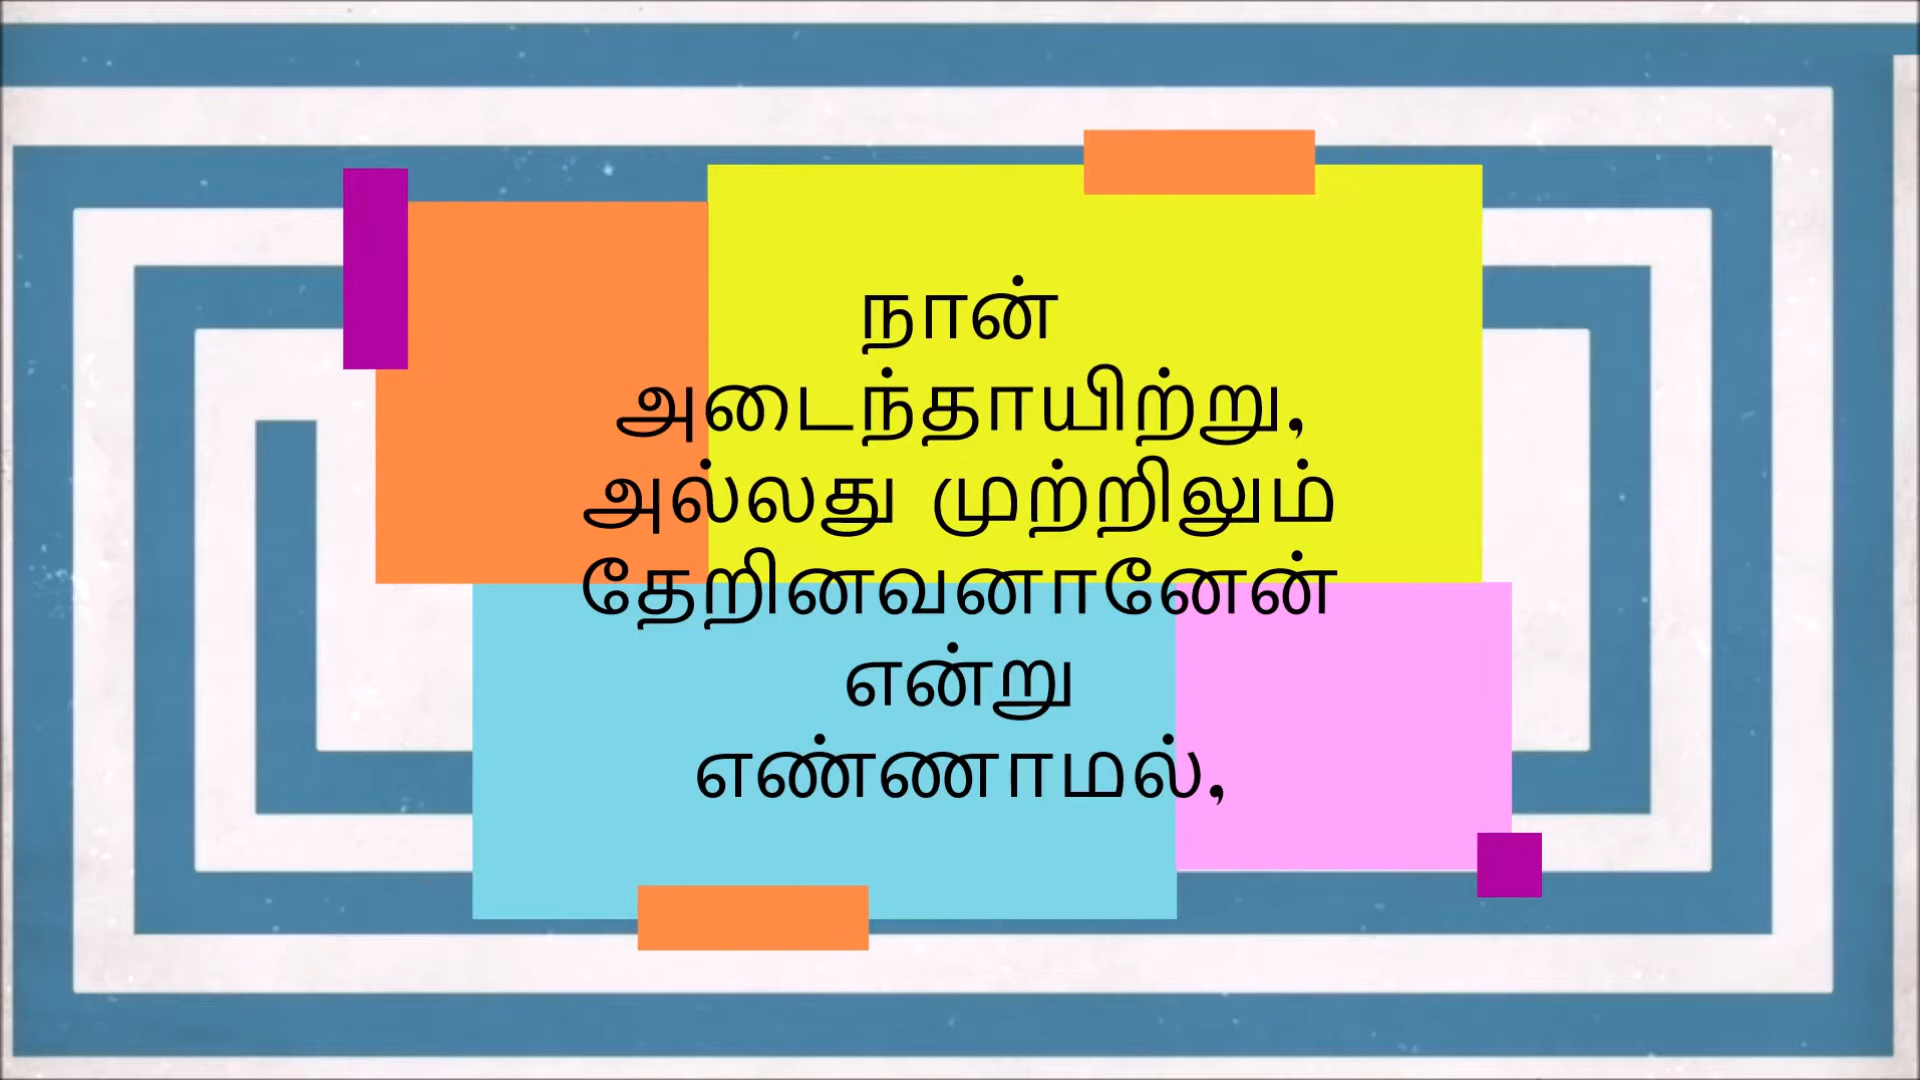 நான்
அடைந்தாயிற்று,
அல்லது முற்றிலும்
தேறினவனானேன்
என்று
எண்ணாமல்,